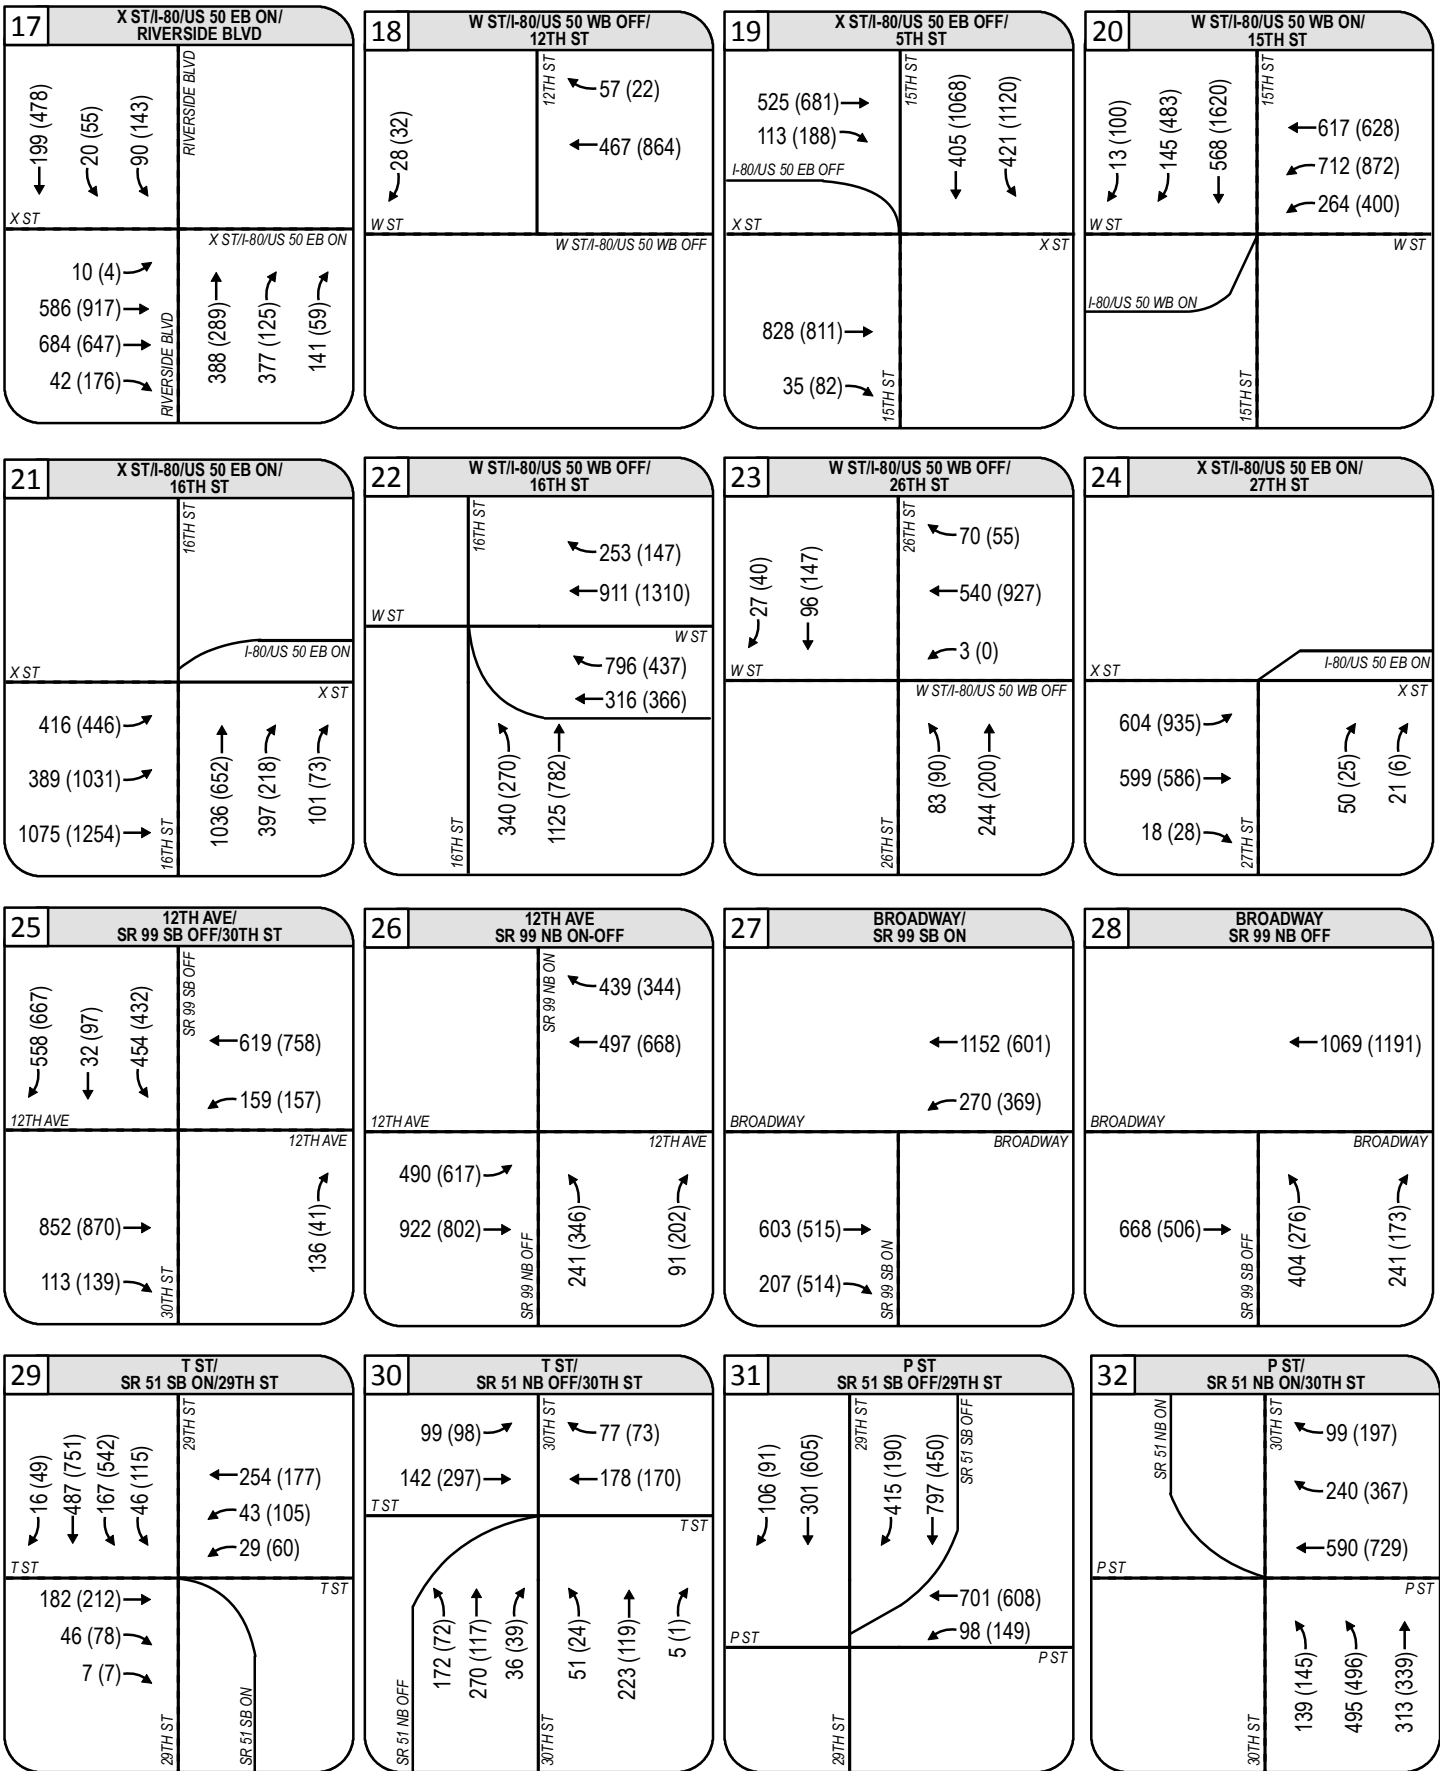 17
X ST/I-80/US 50 EB ON/
RIVERSIDE BLVD
199 (478)
20 (55)
90 (143)
RIVERSIDE BLVD
X ST
X ST/I-80/US 50 EB ON
10 (4)
586 (917)
684 (647)
42 (176)
RIVERSIDE BLVD
388 (289)
377 (125)
141 (59)
18
W ST/I-80/US 50 WB OFF/
12TH ST
28 (32)
12TH ST
57 (22)
467 (864)
W ST
W ST/I-80/US 50 WB OFF
19
X ST/I-80/US 50 EB OFF/
5TH ST
525 (681)
113 (188)
I-80/US 50 EB OFF
15TH ST
405 (1068)
421 (1120)
X ST
X ST
828 (811)
35 (82)
15TH ST
20
W ST/I-80/US 50 WB ON/
15TH ST
13 (100)
145 (483)
568 (1620)
15TH ST
617 (628)
712 (872)
264 (400)
W ST
W ST
I-80/US 50 WB ON
15TH ST
21
X ST/I-80/US 50 EB ON/
16TH ST
16TH ST
I-80/US 50 EB ON
X ST
X ST
416 (446)
389 (1031)
1075 (1254)
16TH ST
1036 (652)
397 (218)
101 (73)
22
W ST/I-80/US 50 WB OFF/
16TH ST
16TH ST
253 (147)
911 (1310)
W ST
W ST
796 (437)
316 (366)
16TH ST
340 (270)
1125 (782)
23
W ST/I-80/US 50 WB OFF/
26TH ST
27 (40)
96 (147)
26TH ST
70 (55)
540 (927)
3 (0)
W ST
W ST/I-80/US 50 WB OFF
26TH ST
83 (90)
244 (200)
24
X ST/I-80/US 50 EB ON/
27TH ST
I-80/US 50 EB ON
X ST
X ST
604 (935)
599 (586)
18 (28)
27TH ST
50 (25)
21 (6)
25
12TH AVE/
SR 99 SB OFF/30TH ST
558 (667)
32 (97)
454 (432)
SR 99 SB OFF
619 (758)
159 (157)
12TH AVE
12TH AVE
852 (870)
113 (139)
30TH ST
136 (41)
26
12TH AVE
SR 99 NB ON-OFF
SR 99 NB ON
439 (344)
497 (668)
12TH AVE
12TH AVE
490 (617)
922 (802)
SR 99 NB OFF
241 (346)
91 (202)
27
BROADWAY/
SR 99 SB ON
1152 (601)
270 (369)
BROADWAY
BROADWAY
603 (515)
207 (514)
SR 99 SB ON
28
BROADWAY
SR 99 NB OFF
1069 (1191)
BROADWAY
BROADWAY
668 (506)
SR 99 SB OFF
404 (276)
241 (173)
29
T ST/
SR 51 SB ON/29TH ST
16 (49)
487 (751)
167 (542)
46 (115)
29TH ST
254 (177)
43 (105)
29 (60)
T ST
T ST
182 (212)
46 (78)
7 (7)
29TH ST
SR 51 SB ON
30
T ST/
SR 51 NB OFF/30TH ST
99 (98)
142 (297)
30TH ST
77 (73)
178 (170)
T ST
T ST
SR 51 NB OFF
172 (72)
270 (117)
36 (39)
30TH ST
51 (24)
223 (119)
5 (1)
31
P ST
SR 51 SB OFF/29TH ST
106 (91)
301 (605)
29TH ST
415 (190)
797 (450)
SR 51 SB OFF
701 (608)
98 (149)
P ST
P ST
29TH ST
32
P ST/
SR 51 NB ON/30TH ST
SR 51 NB ON
30TH ST
99 (197)
240 (367)
590 (729)
P ST
P ST
30TH ST
139 (145)
495 (496)
313 (339)